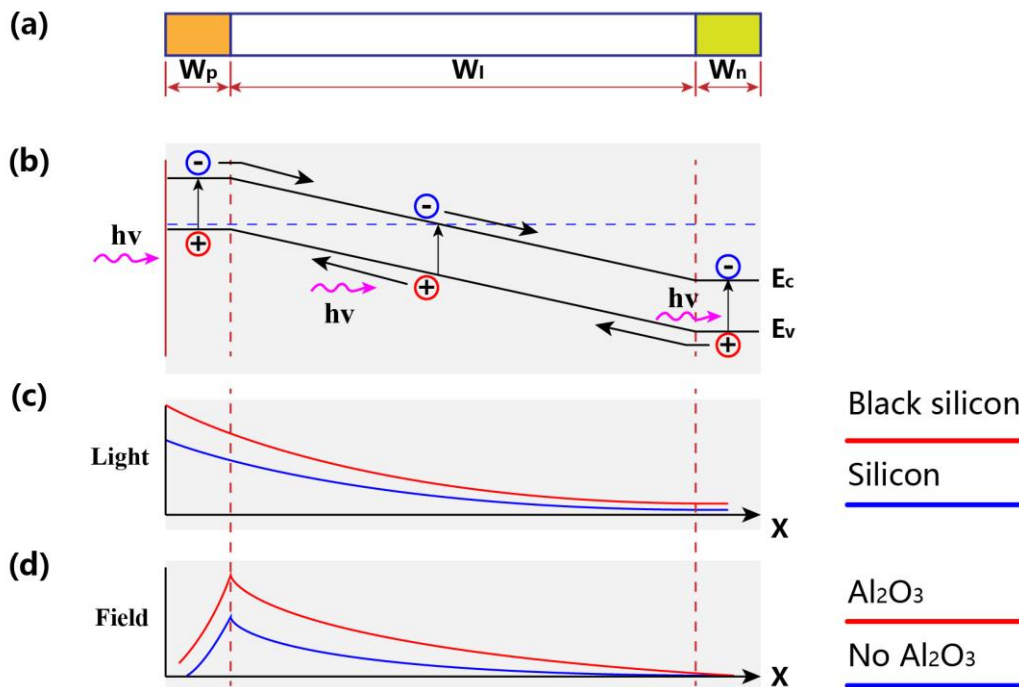 (a)
Wp WI Wn
(b)
- - -
hv + + +
hv hv
Ec
Ev
(c)
Light
X
Black silicon
Silicon
(d)
Field
X
Al2O3
No Al2O3